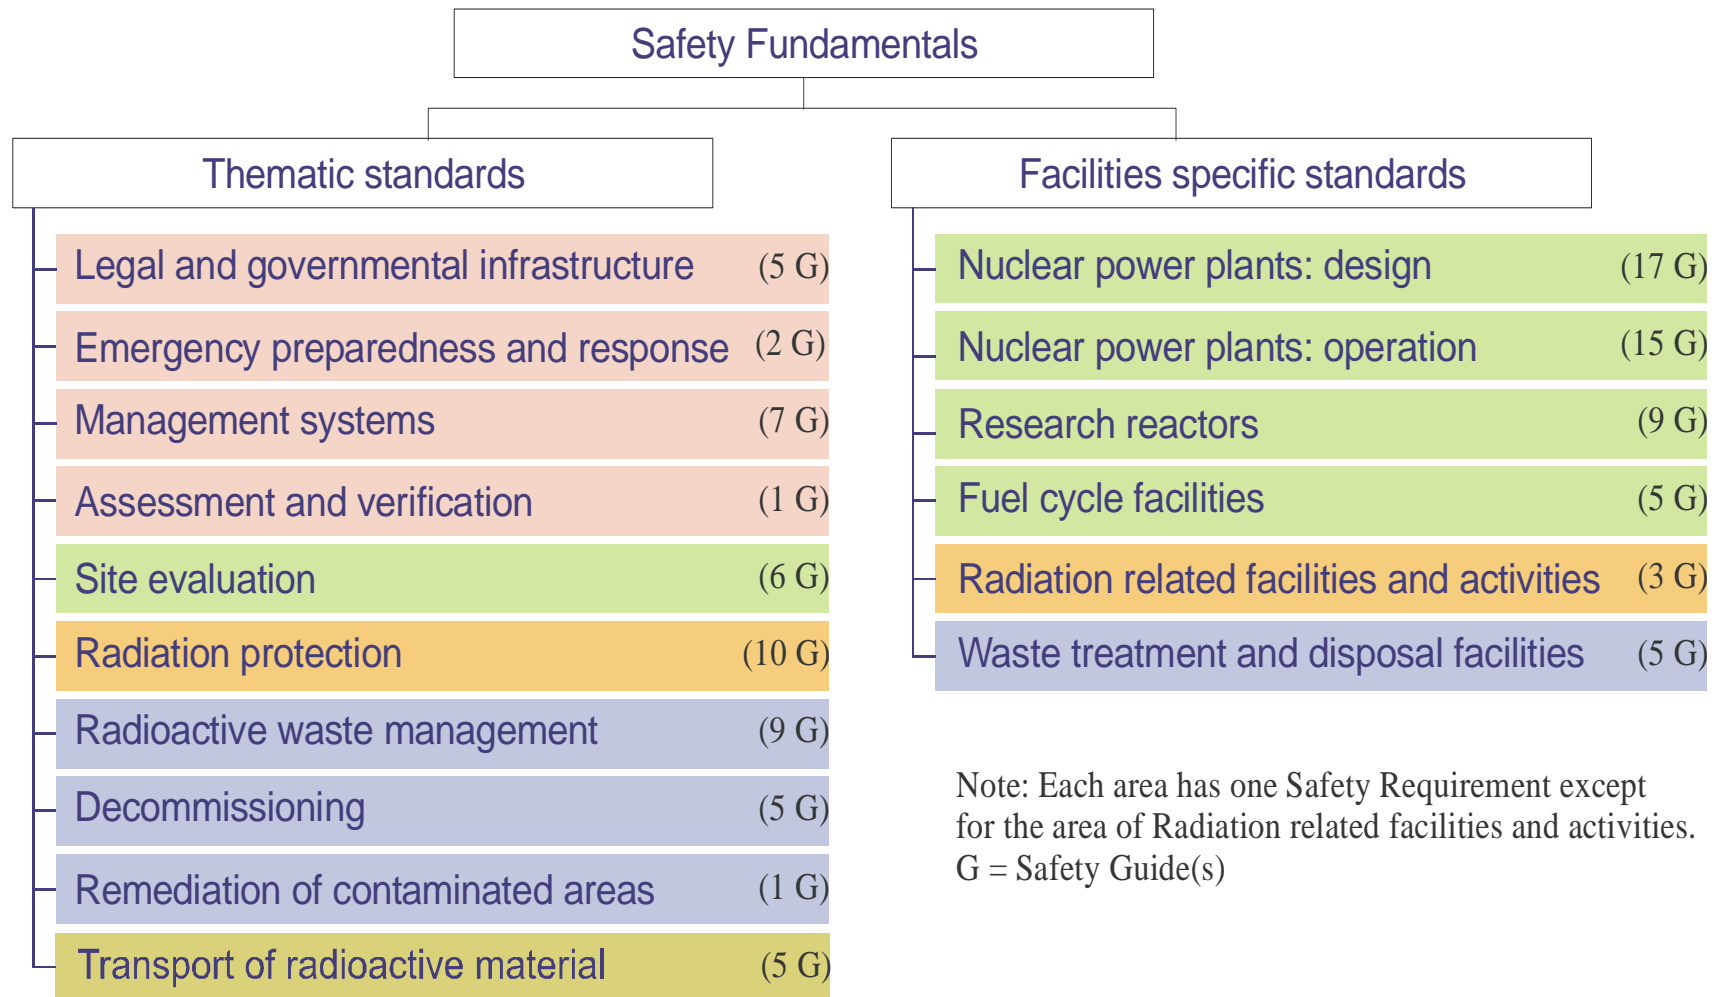 Safety Fundamentals
Thematic standards
Legal and governmental infrastructure (5 G)
Emergency preparedness and response (2 G)
Management systems (7 G)
Assessment and verification (1 G)
Site evaluation (6 G)
Radiation protection (10 G)
Radioactive waste management (9 G)
Decommissioning (5 G)
Remediation of contaminated areas (1 G)
Transport of radioactive material (5 G)
Facilities specific standards
Nuclear power plants: design (17 G)
Nuclear power plants: operation (15 G)
Research reactors (9 G)
Fuel cycle facilities (5 G)
Radiation related facilities and activities (3 G)
Waste treatment and disposal facilities (5 G)
Note: Each area has one Safety Requirement except
for the area of Radiation related facilities and activities.
G = Safety Guide(s)